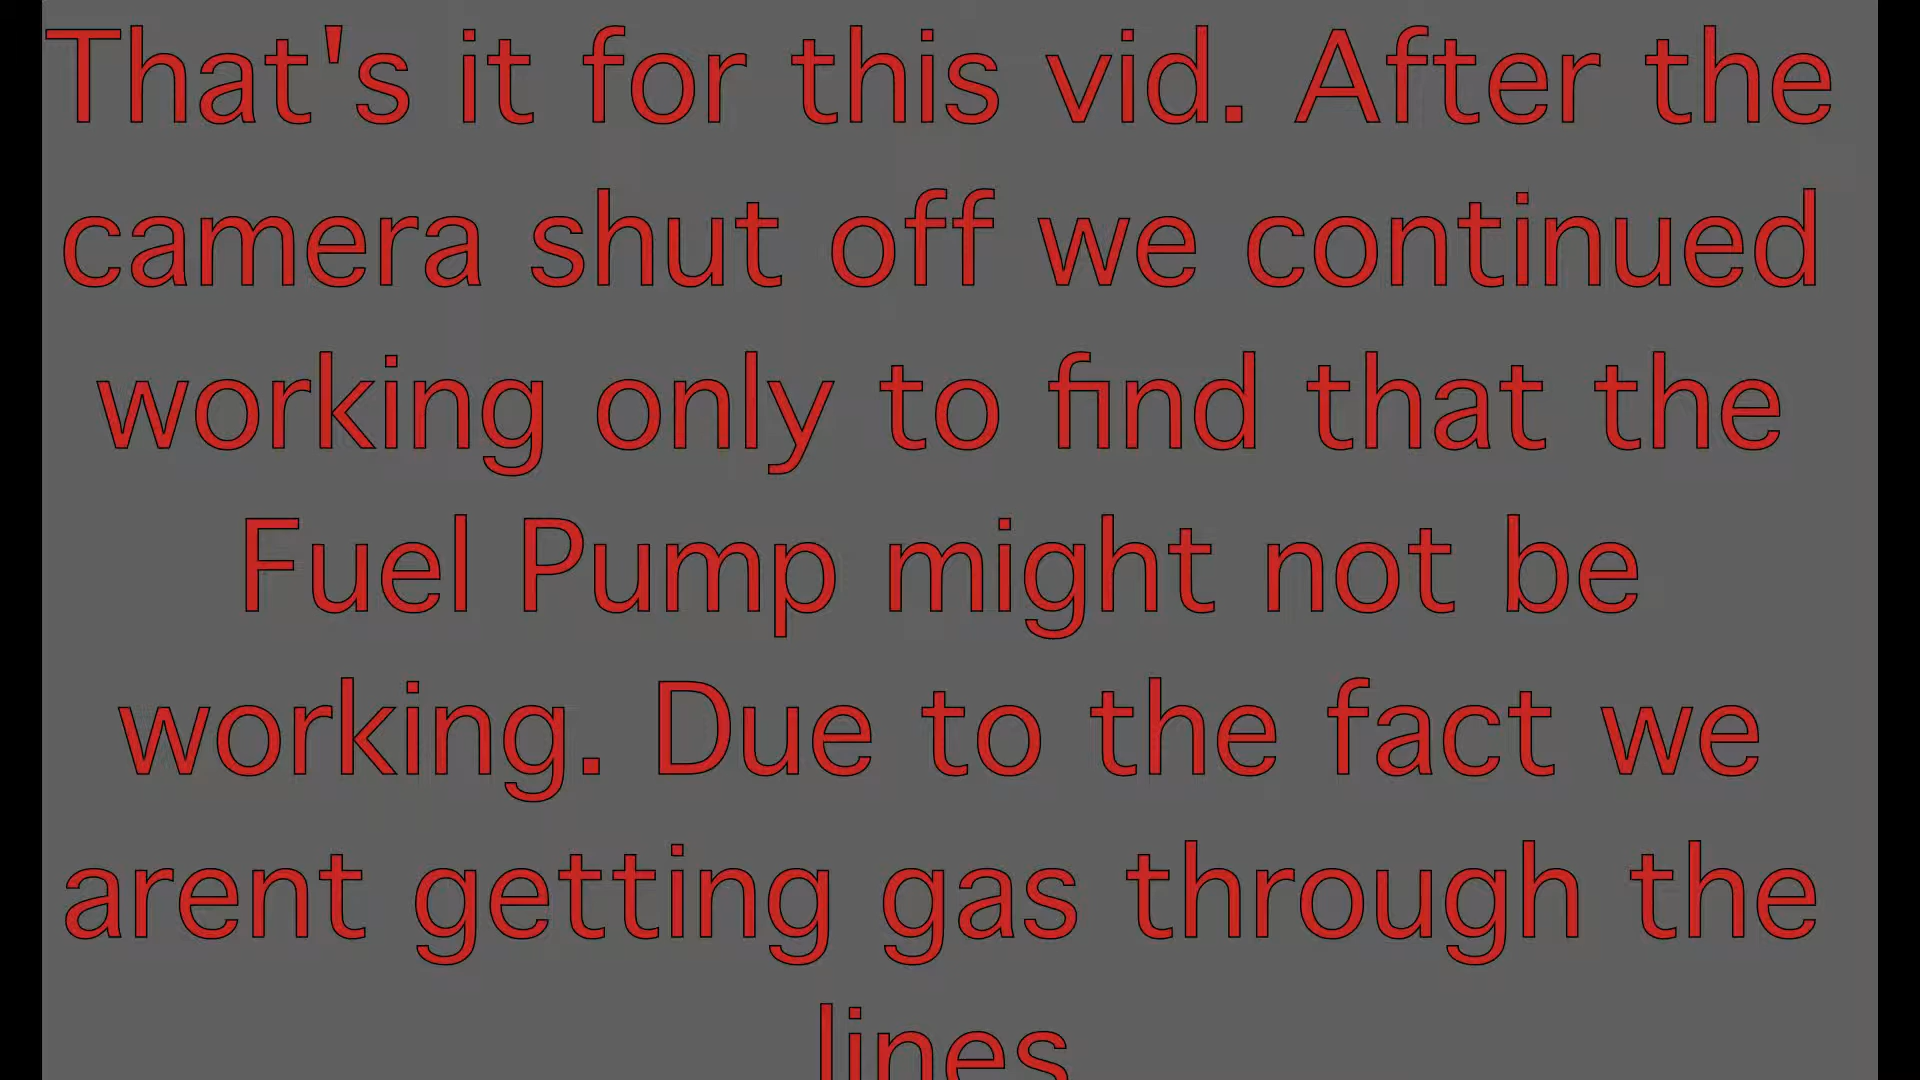 That's it for this vid. After the
camera shut off we continued
working only to find that the
Fuel Pump might not be
working. Due to the fact we
arent getting gas through the
lines